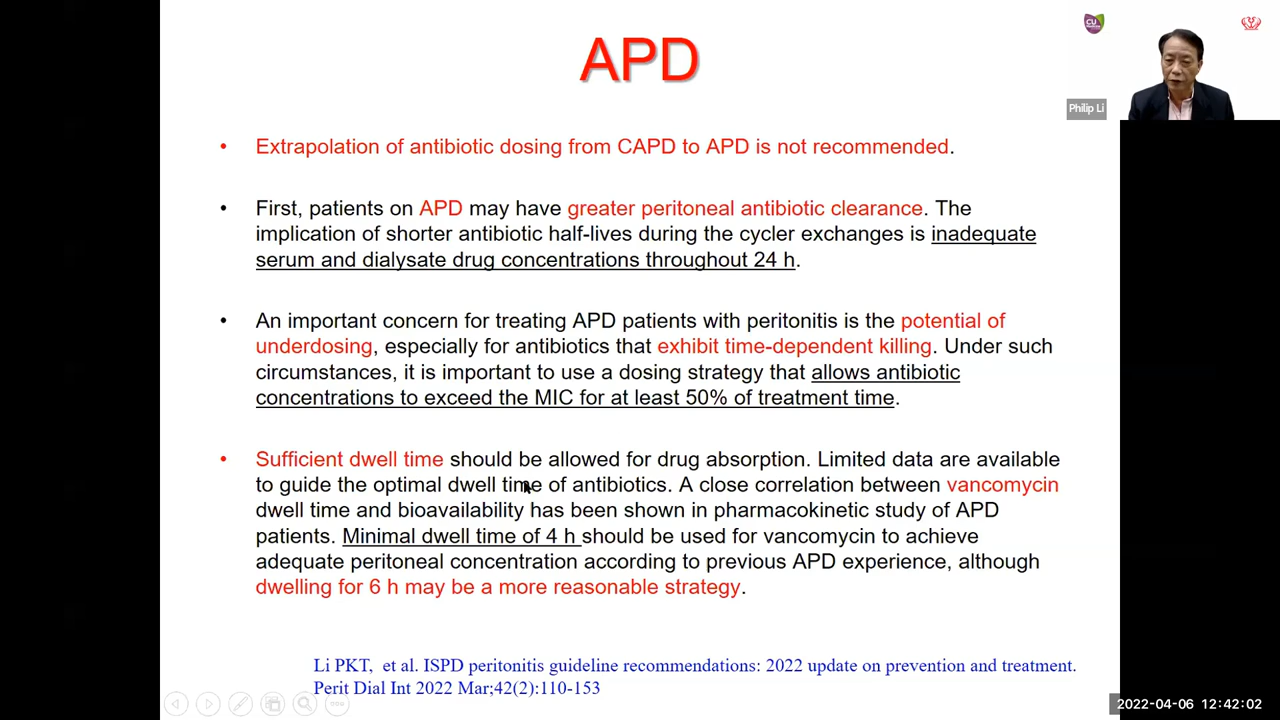 APD
CU
Philip Li
• Extrapolation of antibiotic dosing from CAPD to APD is not recommended.
• First, patients on APD may have greater peritoneal antibiotic clearance. The
implication of shorter antibiotic half-lives during the cycler exchanges is inadequate
serum and dialysate drug concentrations throughout 24 h.
• An important concern for treating APD patients with peritonitis is the potential of
underdosing, especially for antibiotics that exhibit time-dependent killing. Under such
circumstances, it is important to use a dosing strategy that allows antibiotic
concentrations to exceed the MIC for at least 50% of treatment time.
• Sufficient dwell time should be allowed for drug absorption. Limited data are available
to guide the optimal dwell time of antibiotics. A close correlation between vancomycin
dwell time and bioavailability has been shown in pharmacokinetic study of APD
patients. Minimal dwell time of 4 h should be used for vancomycin to achieve
adequate peritoneal concentration according to previous APD experience, although
dwelling for 6 h may be a more reasonable strategy.
Li PKT, et al. ISPD peritonitis guideline recommendations: 2022 update on prevention and treatment.
Perit Dial Int 2022 Mar;42(2):110-153
2022-04-06 12:42:02